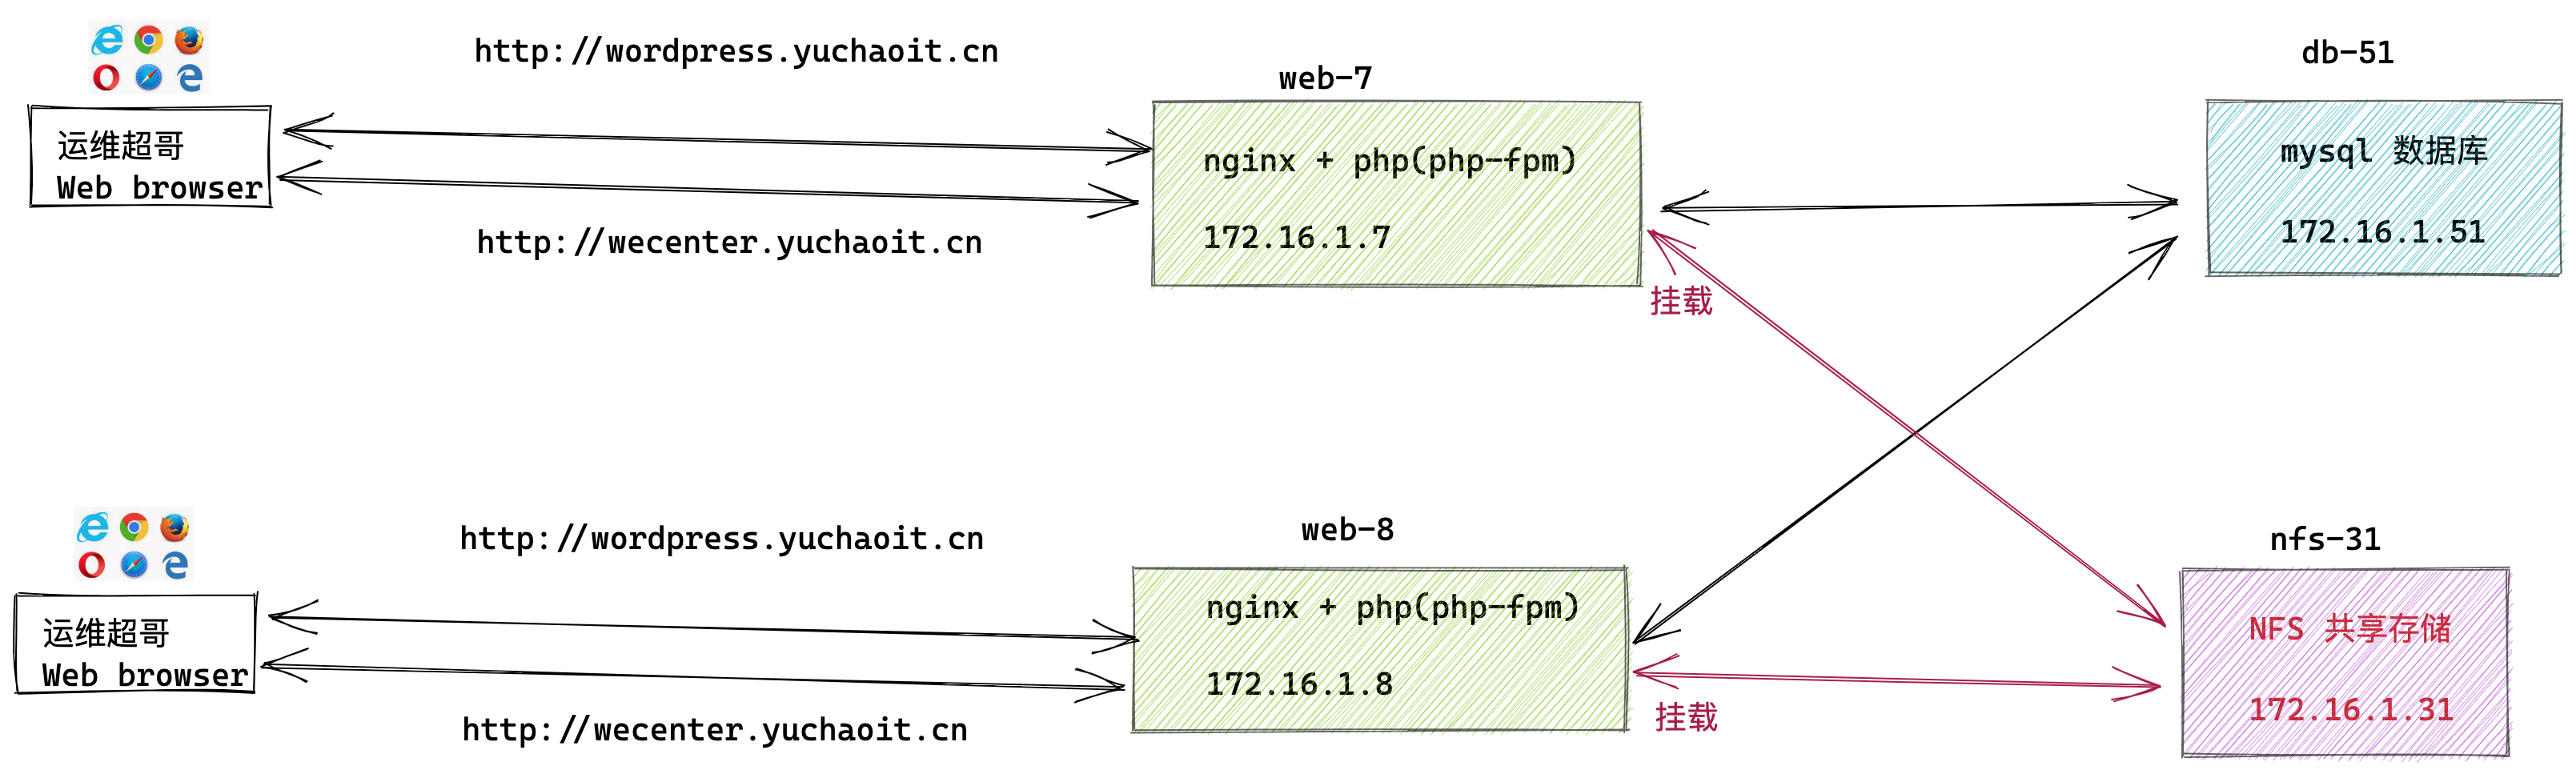 http://wordpress.yuchaoit.cn
web-7
db-51
运维超哥
Web browser
nginx + php(php-fpm)
172.16.1.7
mysql 数据库
172.16.1.51
http://wecenter.yuchaoit.cn
挂载
http://wordpress.yuchaoit.cn
web-8
nfs-31
运维超哥
Web browser
nginx + php(php-fpm)
172.16.1.8
NFS 共享存储
172.16.1.31
http://wecenter.yuchaoit.cn
挂载